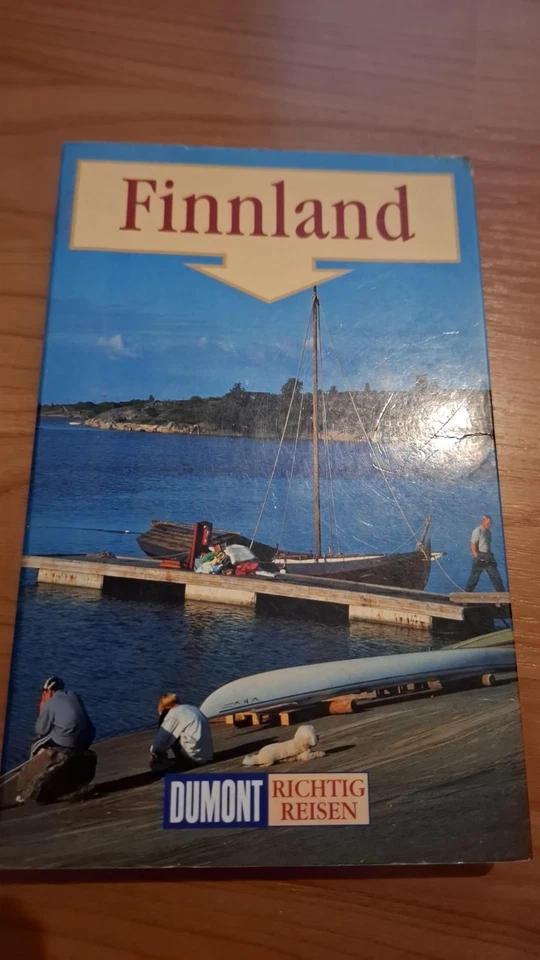 Finnland
DUMONT
RICHTIG
REISEN